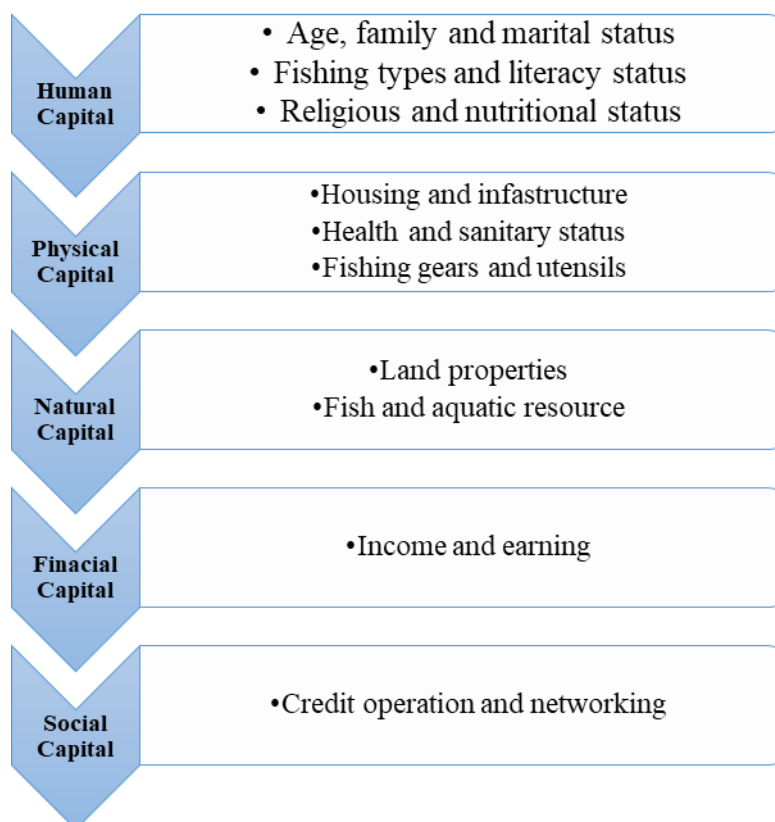 Human
Capital
• Age, family and marital status
• Fishing types and literacy status
• Religious and nutritional status
Physical
Capital
•Housing and infastructure
•Health and sanitary status
•Fishing gears and utensils
Natural
Capital
•Land properties
•Fish and aquatic resource
Finacial
Capital
•Income and earning
Social
Capital
•Credit operation and networking